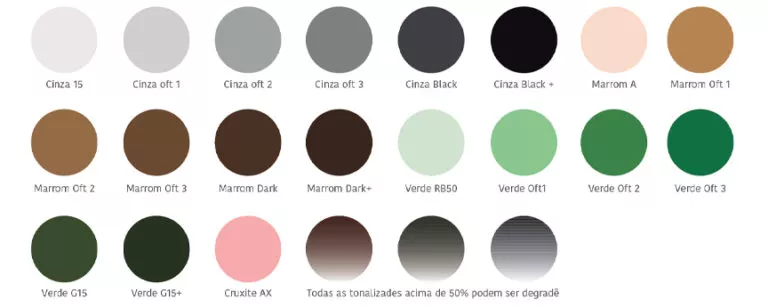 Cinza 15
Cinza oft 1
Cinza oft 2
Cinza oft 3
Cinza Black
Cinza Black +
Marrom A
Marrom Oft 1
Marrom Oft 2
Marrom Oft 3
Marrom Dark
Marrom Dark+
Verde RB50
Verde Oft1
Verde Oft 2
Verde Oft 3
Verde G15
Verde G15+
Cruxite AX
Todas as tonalizades acima de 50% podem ser degradê